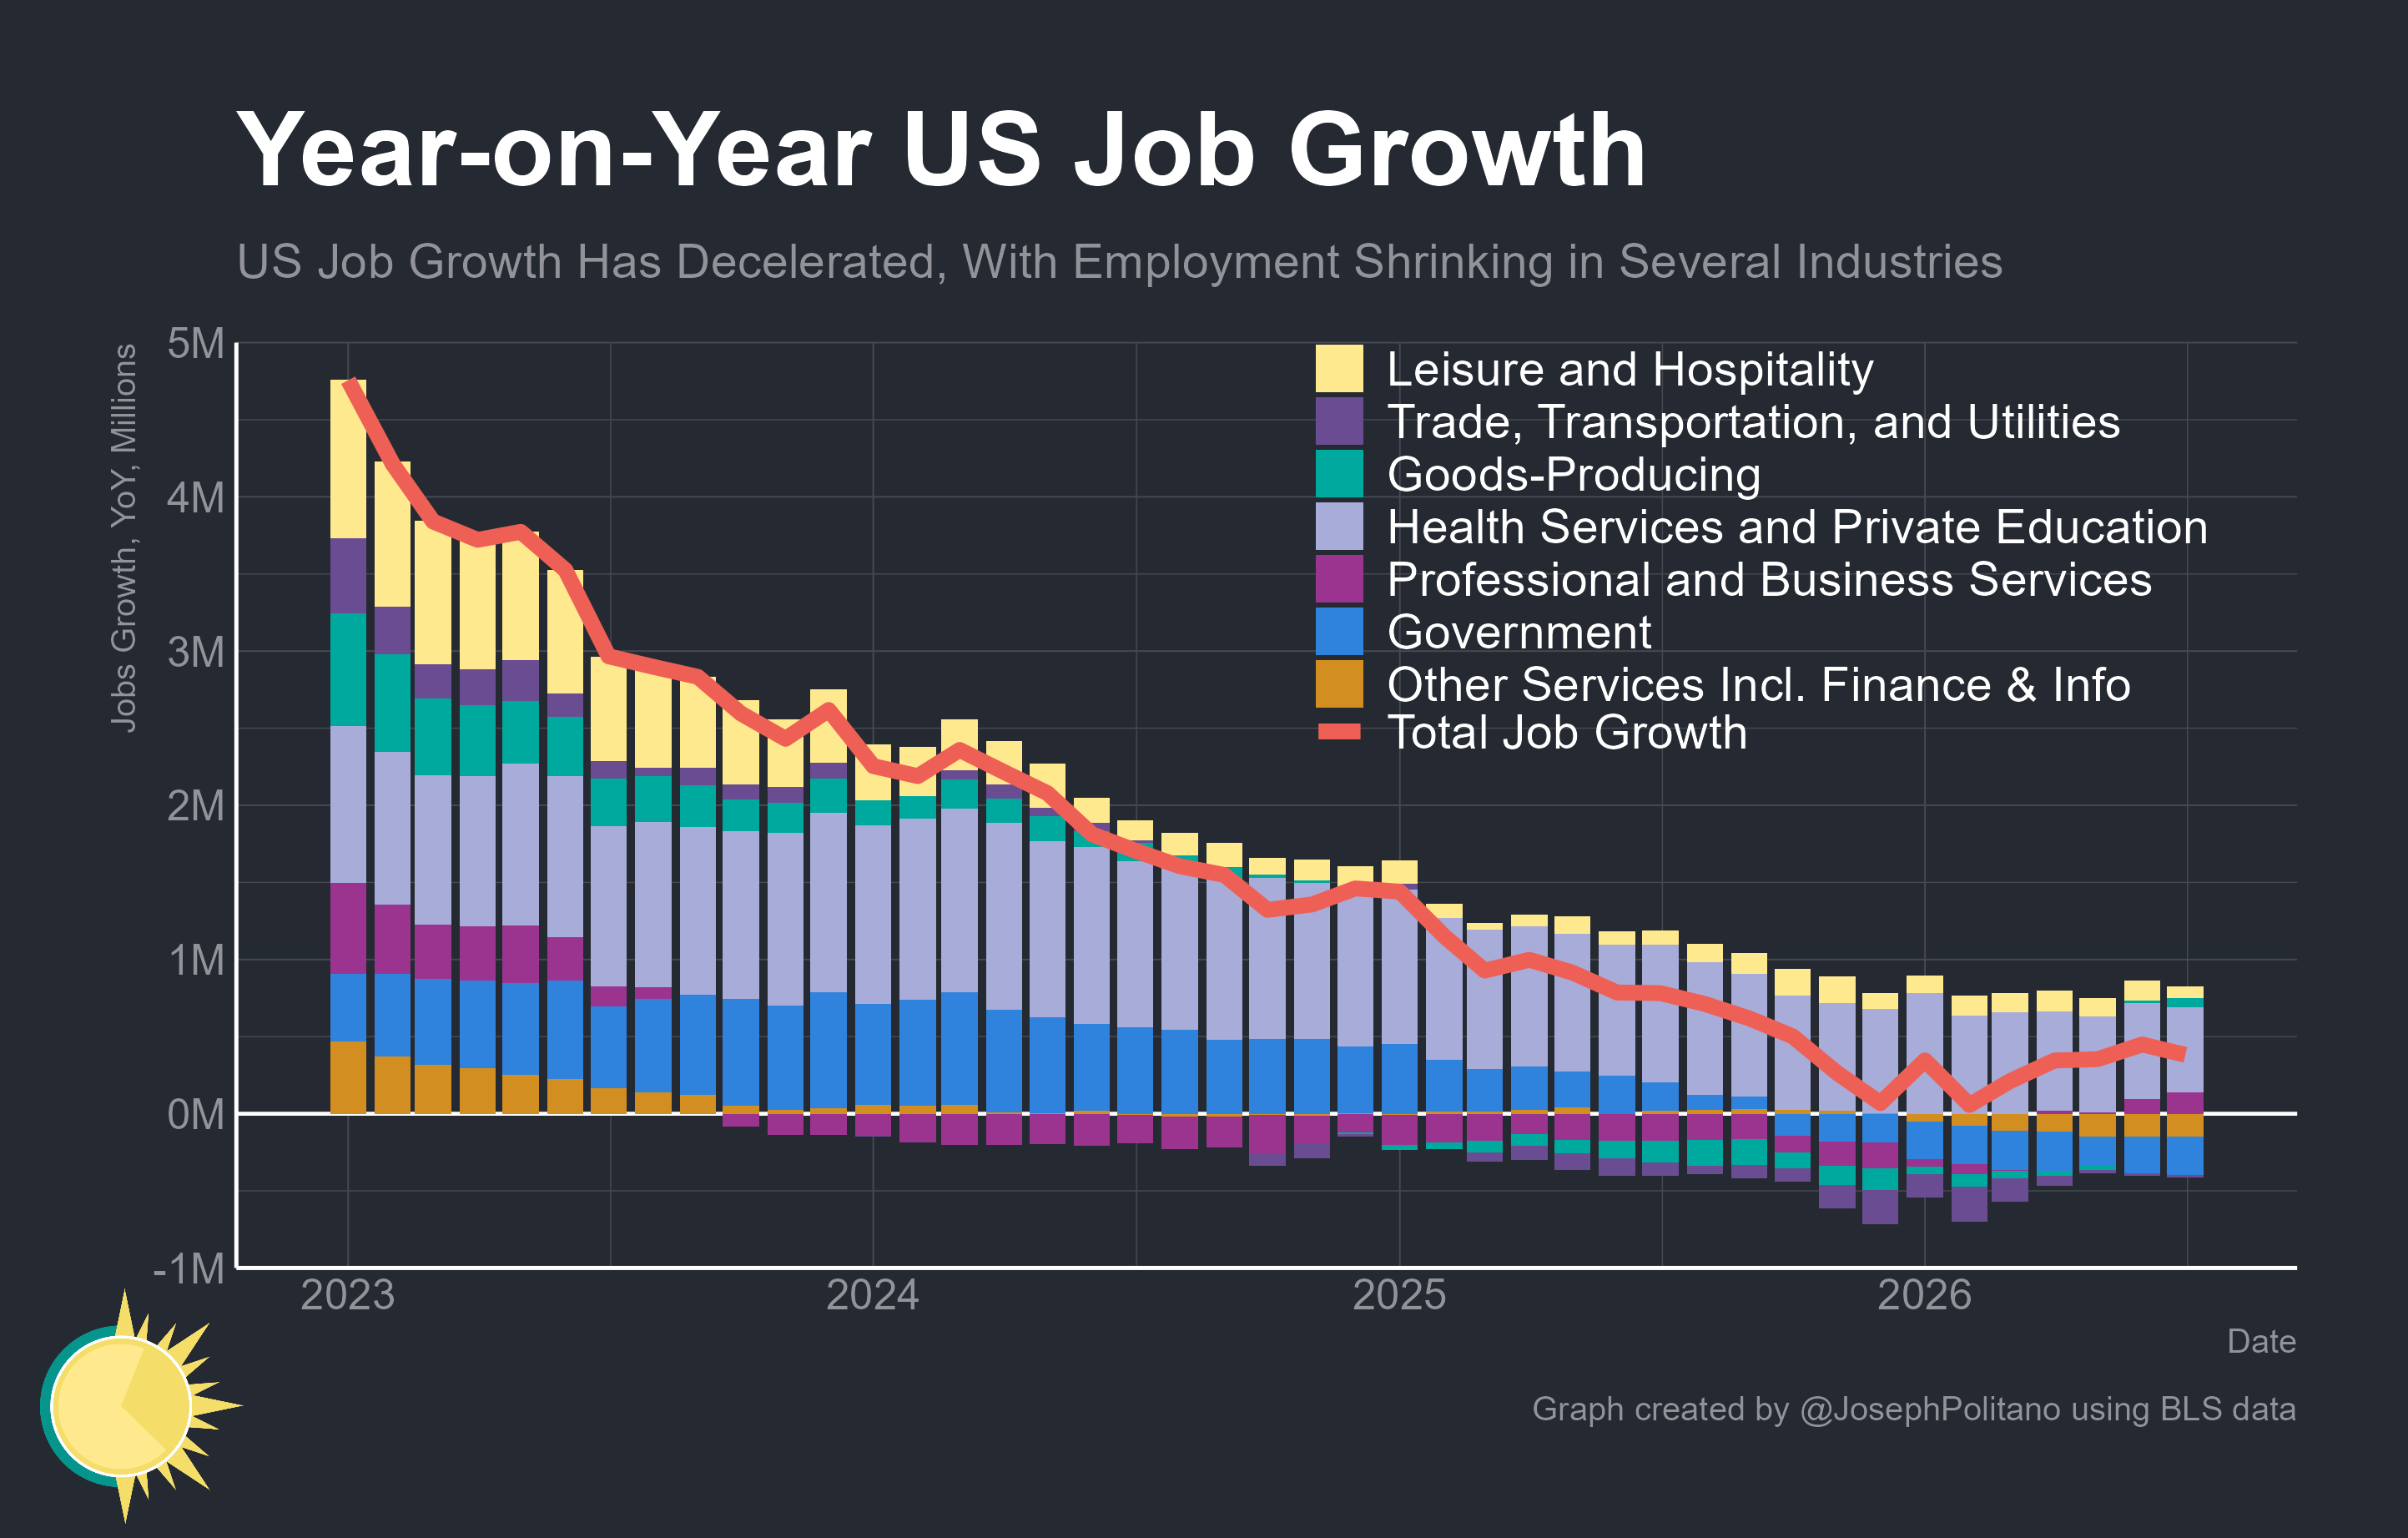 Year-on-Year US Job Growth
US Job Growth Has Decelerated, With Employment Shrinking in Several Industries
Jobs Growth, YoY, Millions
5M
4M
3M
2M
1M
0M
-1M
Leisure and Hospitality
Trade, Transportation, and Utilities
Goods-Producing
Health Services and Private Education
Professional and Business Services
Government
Other Services Incl. Finance & Info
Total Job Growth
2023
2024
2025
2026
Date
Graph created by @JosephPolitano using BLS data